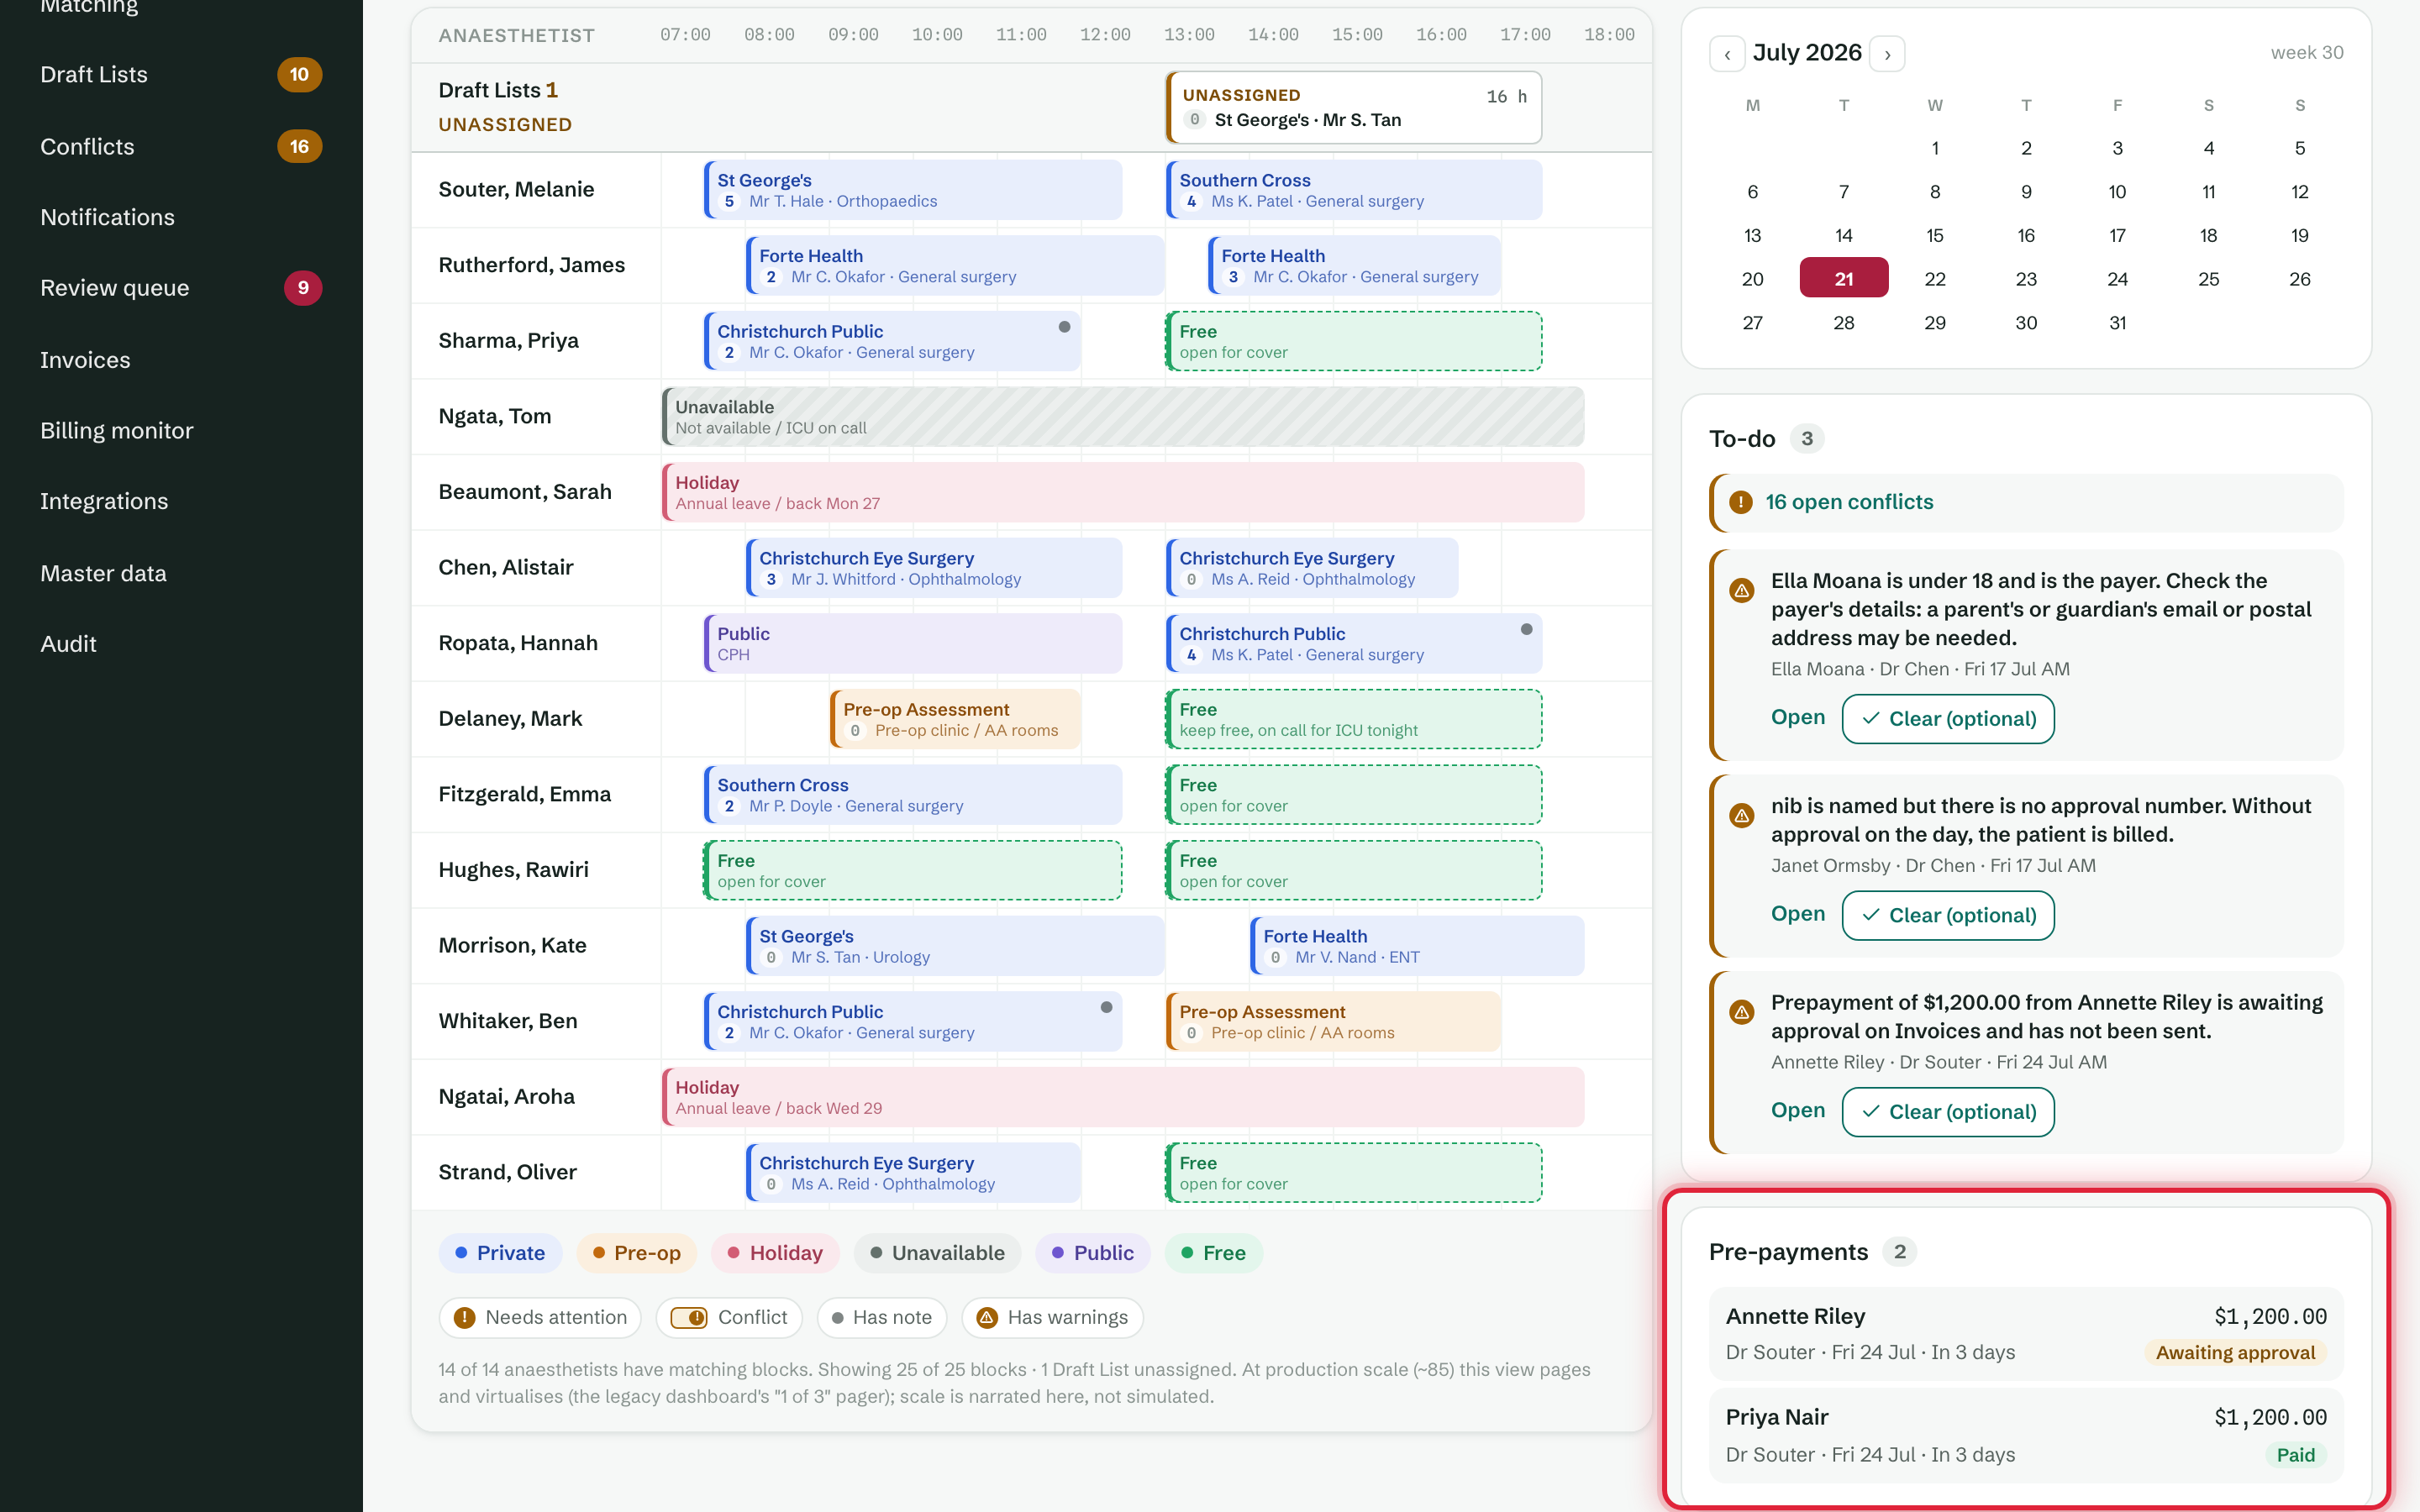 Matching
Draft Lists 10
Conflicts 16
Notifications
Review queue 9
Invoices
Billing monitor
Integrations
Master data
Audit
ANAESTHETIST 07:00 08:00 09:00 10:00 11:00 12:00 13:00 14:00 15:00 16:00 17:00 18:00
Draft Lists 1
UNASSIGNED
UNASSIGNED 16 h
0 St George's · Mr S. Tan
Souter, Melanie
St George's
5 Mr T. Hale · Orthopaedics
Southern Cross
4 Ms K. Patel · General surgery
Rutherford, James
Forte Health
2 Mr C. Okafor · General surgery
Forte Health
3 Mr C. Okafor · General surgery
Sharma, Priya
Christchurch Public
2 Mr C. Okafor · General surgery
Free
open for cover
Ngata, Tom
Unavailable
Not available / ICU on call
Beaumont, Sarah
Holiday
Annual leave / back Mon 27
Chen, Alistair
Christchurch Eye Surgery
3 Mr J. Whitford · Ophthalmology
Christchurch Eye Surgery
0 Ms A. Reid · Ophthalmology
Ropata, Hannah
Public
CPH
Christchurch Public
4 Ms K. Patel · General surgery
Delaney, Mark
Pre-op Assessment
0 Pre-op clinic / AA rooms
Free
keep free, on call for ICU tonight
Fitzgerald, Emma
Southern Cross
2 Mr P. Doyle · General surgery
Free
open for cover
Hughes, Rawiri
Free
open for cover
Free
open for cover
Morrison, Kate
St George's
0 Mr S. Tan · Urology
Forte Health
0 Mr V. Nand · ENT
Whitaker, Ben
Christchurch Public
2 Mr C. Okafor · General surgery
Pre-op Assessment
0 Pre-op clinic / AA rooms
Ngatai, Aroha
Holiday
Annual leave / back Wed 29
Strand, Oliver
Christchurch Eye Surgery
0 Ms A. Reid · Ophthalmology
Free
open for cover
Private Pre-op Holiday Unavailable Public Free
Needs attention Conflict Has note Has warnings
14 of 14 anaesthetists have matching blocks. Showing 25 of 25 blocks · 1 Draft List unassigned. At production scale (~85) this view pages
and virtualises (the legacy dashboard's "1 of 3" pager); scale is narrated here, not simulated.
‹ July 2026 › week 30
M T W T F S S
1 2 3 4 5
6 7 8 9 10 11 12
13 14 15 16 17 18 19
20 21 22 23 24 25 26
27 28 29 30 31
To-do 3
16 open conflicts
Ella Moana is under 18 and is the payer. Check the
payer's details: a parent's or guardian's email or postal
address may be needed.
Ella Moana · Dr Chen · Fri 17 Jul AM
Open Clear (optional)
nib is named but there is no approval number. Without
approval on the day, the patient is billed.
Janet Ormsby · Dr Chen · Fri 17 Jul AM
Open Clear (optional)
Prepayment of $1,200.00 from Annette Riley is awaiting
approval on Invoices and has not been sent.
Annette Riley · Dr Souter · Fri 24 Jul AM
Open Clear (optional)
Pre-payments 2
Annette Riley $1,200.00
Dr Souter · Fri 24 Jul · In 3 days Awaiting approval
Priya Nair $1,200.00
Dr Souter · Fri 24 Jul · In 3 days Paid